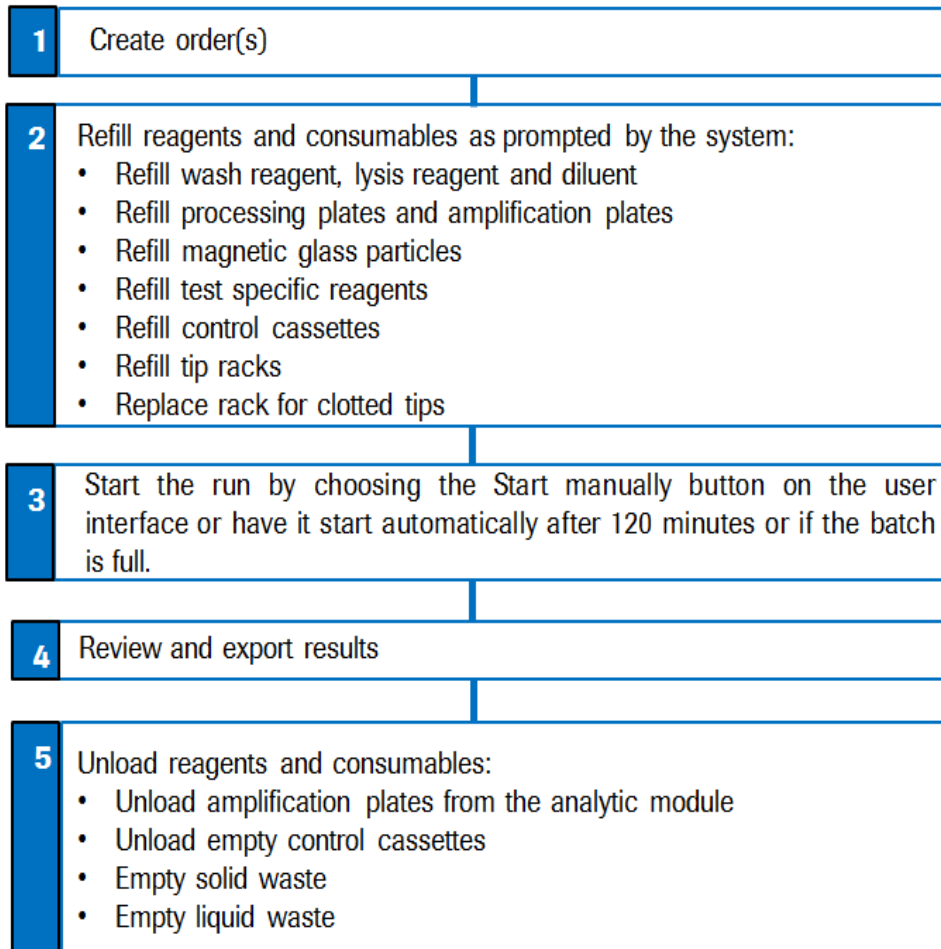 1
Create order(s)
2
Refill reagents and consumables as prompted by the system:
• Refill wash reagent, lysis reagent and diluent
• Refill processing plates and amplification plates
• Refill magnetic glass particles
• Refill test specific reagents
• Refill control cassettes
• Refill tip racks
• Replace rack for clotted tips
3
Start the run by choosing the Start manually button on the user
interface or have it start automatically after 120 minutes or if the batch
is full.
4
Review and export results
5
Unload reagents and consumables:
• Unload amplification plates from the analytic module
• Unload empty control cassettes
• Empty solid waste
• Empty liquid waste